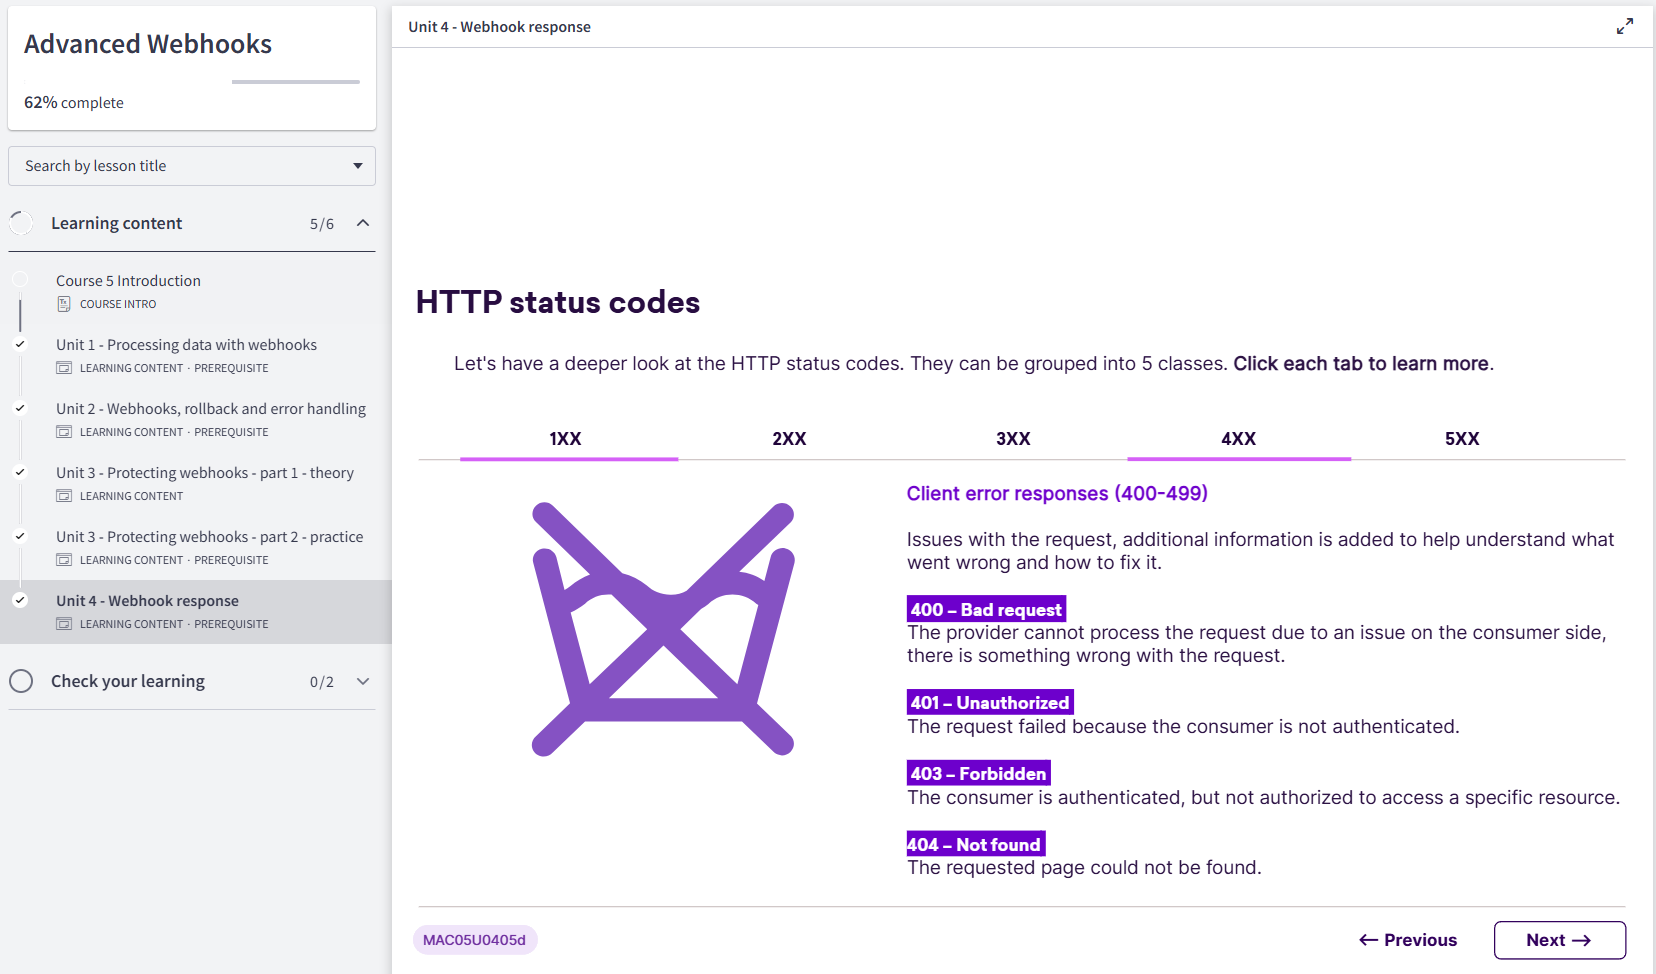 Advanced Webhooks
62% complete
Search by lesson title
Learning content 5/6
Course 5 Introduction
COURSE INTRO
Unit 1 - Processing data with webhooks
LEARNING CONTENT · PREREQUISITE
Unit 2 - Webhooks, rollback and error handling
LEARNING CONTENT · PREREQUISITE
Unit 3 - Protecting webhooks - part 1 - theory
LEARNING CONTENT
Unit 3 - Protecting webhooks - part 2 - practice
LEARNING CONTENT · PREREQUISITE
Unit 4 - Webhook response
LEARNING CONTENT · PREREQUISITE
Check your learning 0/2
Unit 4 - Webhook response
HTTP status codes
Let's have a deeper look at the HTTP status codes. They can be grouped into 5 classes. Click each tab to learn more.
1XX 2XX 3XX 4XX 5XX
Client error responses (400-499)
Issues with the request, additional information is added to help understand what
went wrong and how to fix it.
400 – Bad request
The provider cannot process the request due to an issue on the consumer side,
there is something wrong with the request.
401 – Unauthorized
The request failed because the consumer is not authenticated.
403 – Forbidden
The consumer is authenticated, but not authorized to access a specific resource.
404 – Not found
The requested page could not be found.
MAC05U0405d
← Previous
Next →